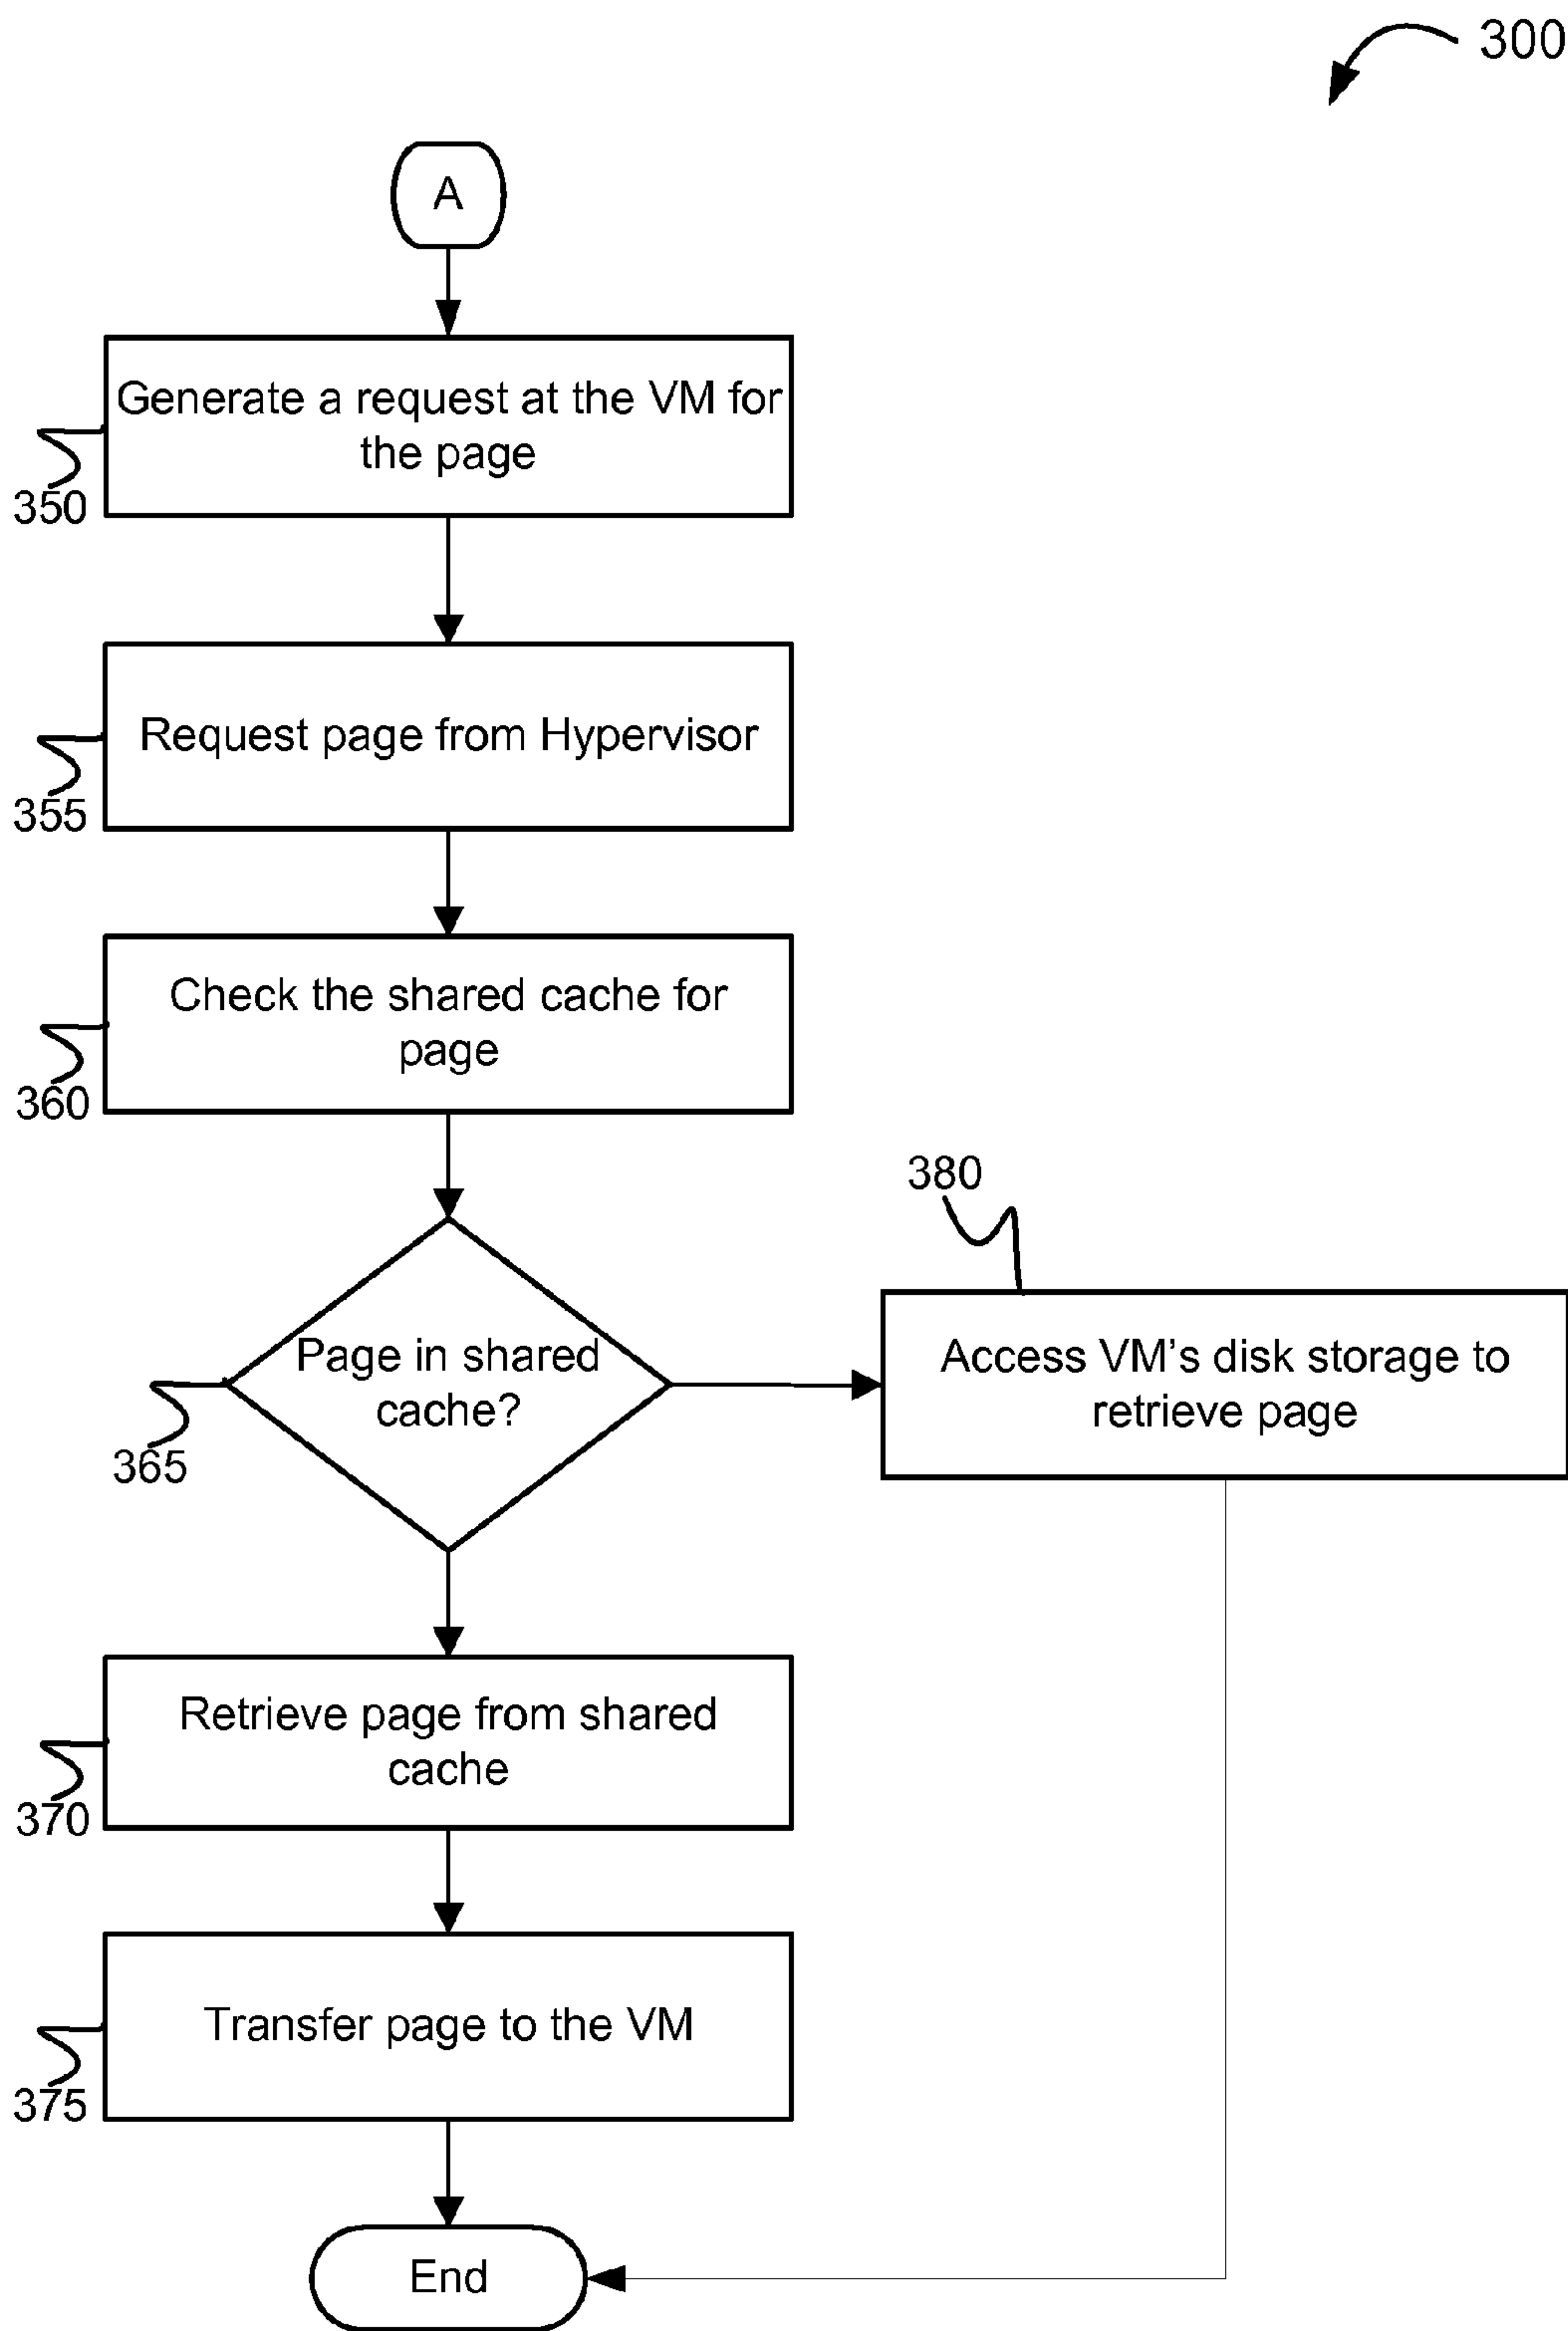 300
A
Generate a request at the VM for
the page
350
Request page from Hypervisor
355
Check the shared cache for
page
360
380
Page in shared
cache?
365
Access VM's disk storage to
retrieve page
Retrieve page from shared
cache
370
Transfer page to the VM
375
End